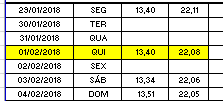 29/01/2018 SEG 13,40 22,11
30/01/2018 TER
31/01/2018 QUA
01/02/2018 QUI 13,40 22,08
02/02/2018 SEX
03/02/2018 SÁB 13,34 22,06
04/02/2018 DOM 13,51 22,05